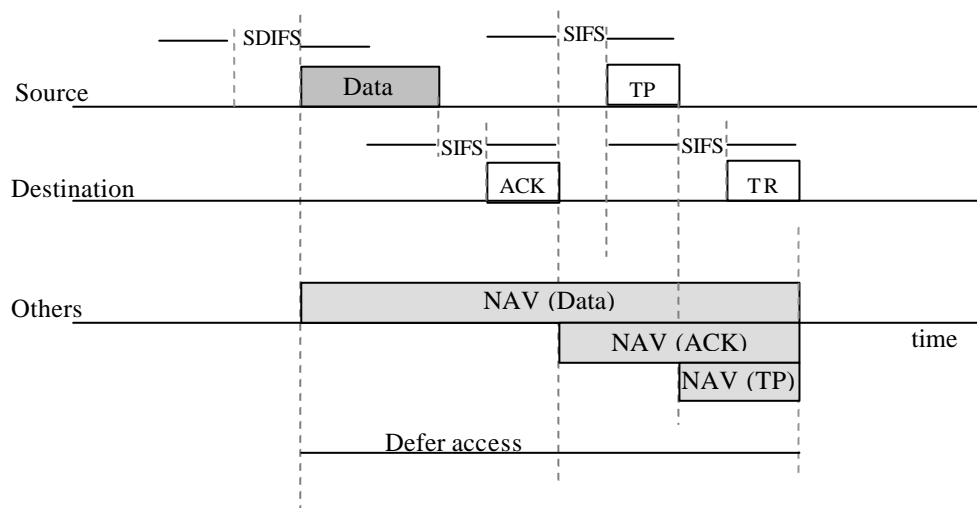 SDIFS
SIFS
Source
Data
TP
SIFS
SIFS
Destination
ACK
TR
Others
NAV (Data)
NAV (ACK)
time
NAV (TP)
Defer access